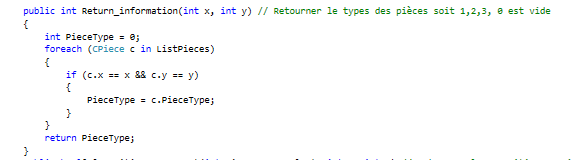 public int Return_information(int x, int y) // Retourner le types des pièces soit 1,2,3, 0 est vide
{
int PieceType = 0;
foreach (CPiece c in ListPieces)
{
if (c.x == x && c.y == y)
{
PieceType = c.PieceType;
}
}
return PieceType;
}